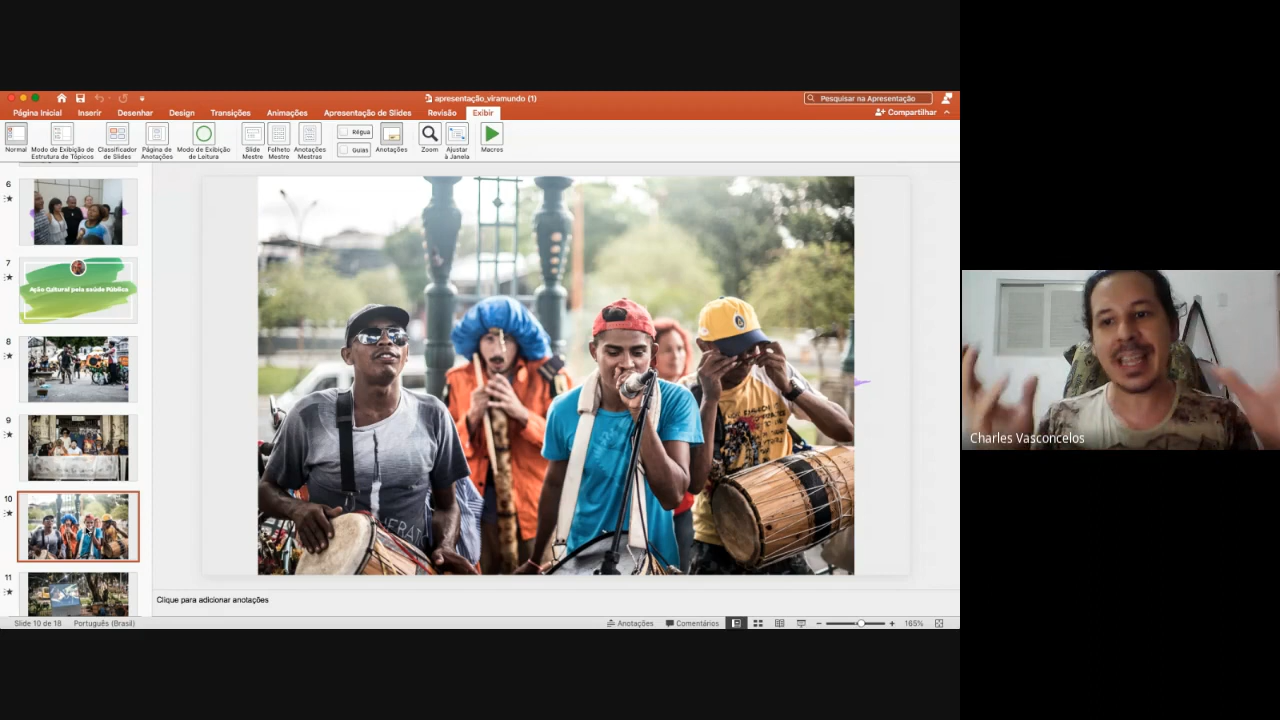 apresentação_viramundo (1)
Pesquisar na Apresentação
Página Inicial
Inserir
Desenhar
Design
Transições
Animações
Apresentação de Slides
Revisão
Exibir
Compartilhar
Normal
Modo de Exibição de
Estrutura de Tópicos
Classificador
de Slides
Página de
Anotações
Modo de Exibição
de Leitura
Slide
Mestre
Folheto
Mestre
Anotações
Mestras
Régua
Guias
Anotações
Zoom
Ajustar
à Janela
Macros
6
7
Ação Cultural pela saúde Pública
8
9
10
11
Charles Vasconcelos
Clique para adicionar anotações
Slide 10 de 18
Português (Brasil)
Anotações
Comentários
165%